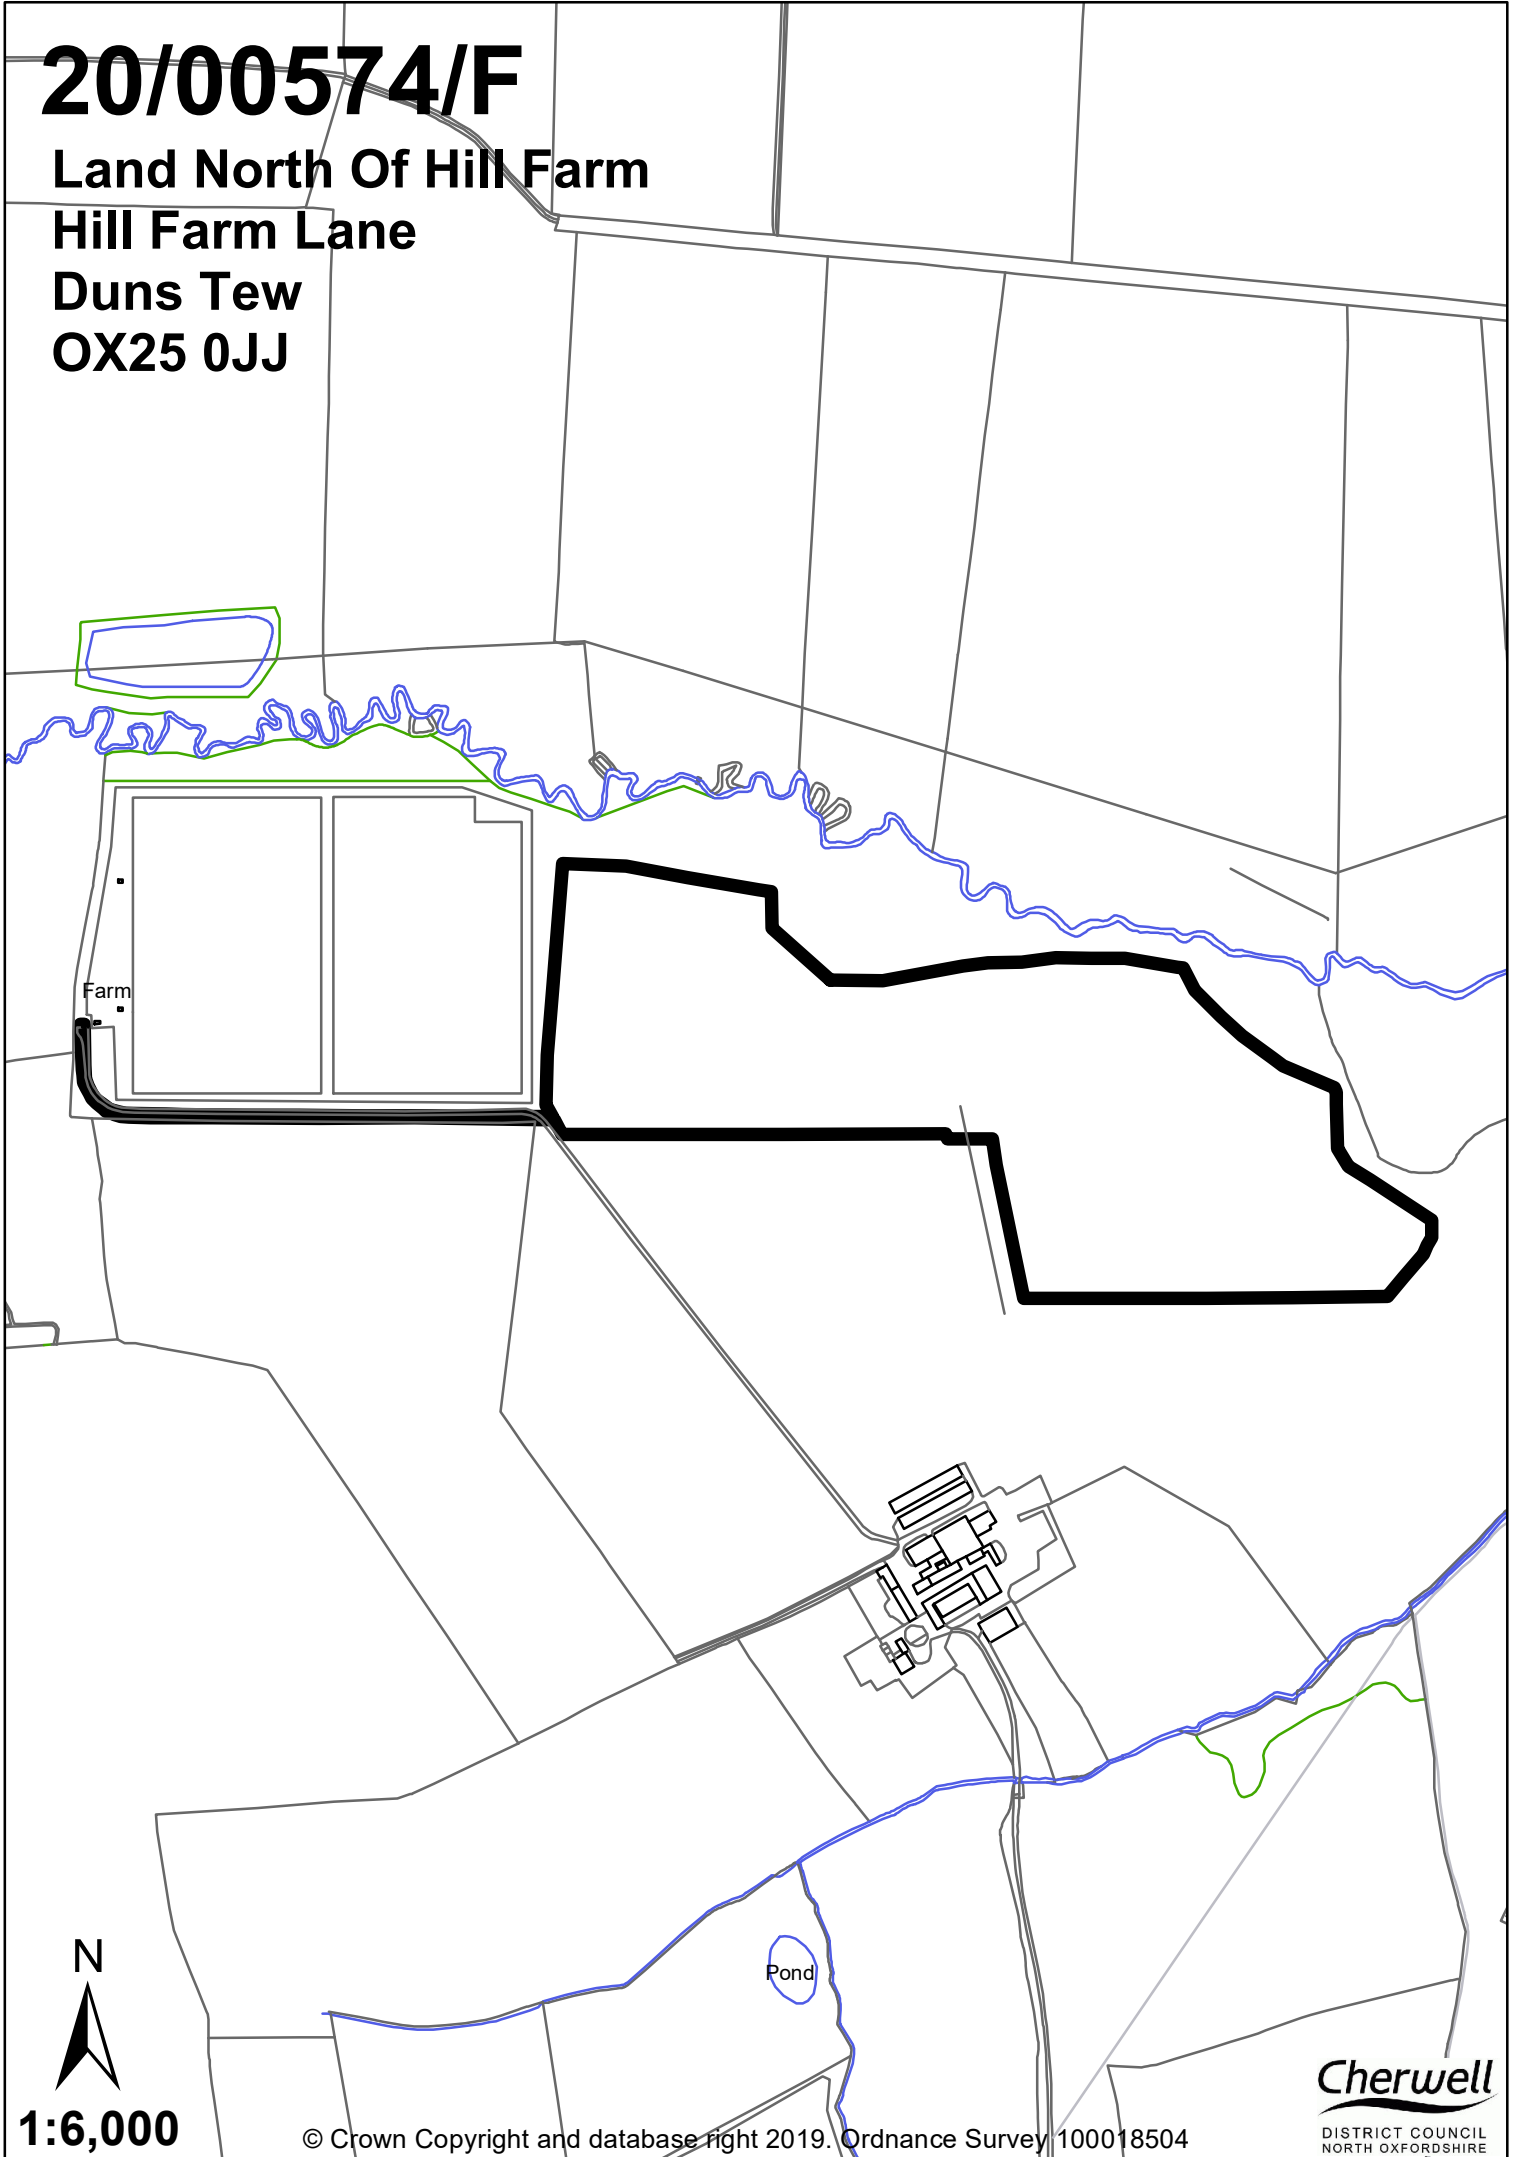 20/00574/F
Land North Of Hill Farm
Hill Farm Lane
Duns Tew
OX25 0JJ
Farm
Pond
N
1:6,000
© Crown Copyright and database right 2019. Ordnance Survey 100018504
Cherwell
DISTRICT COUNCIL
NORTH OXFORDSHIRE